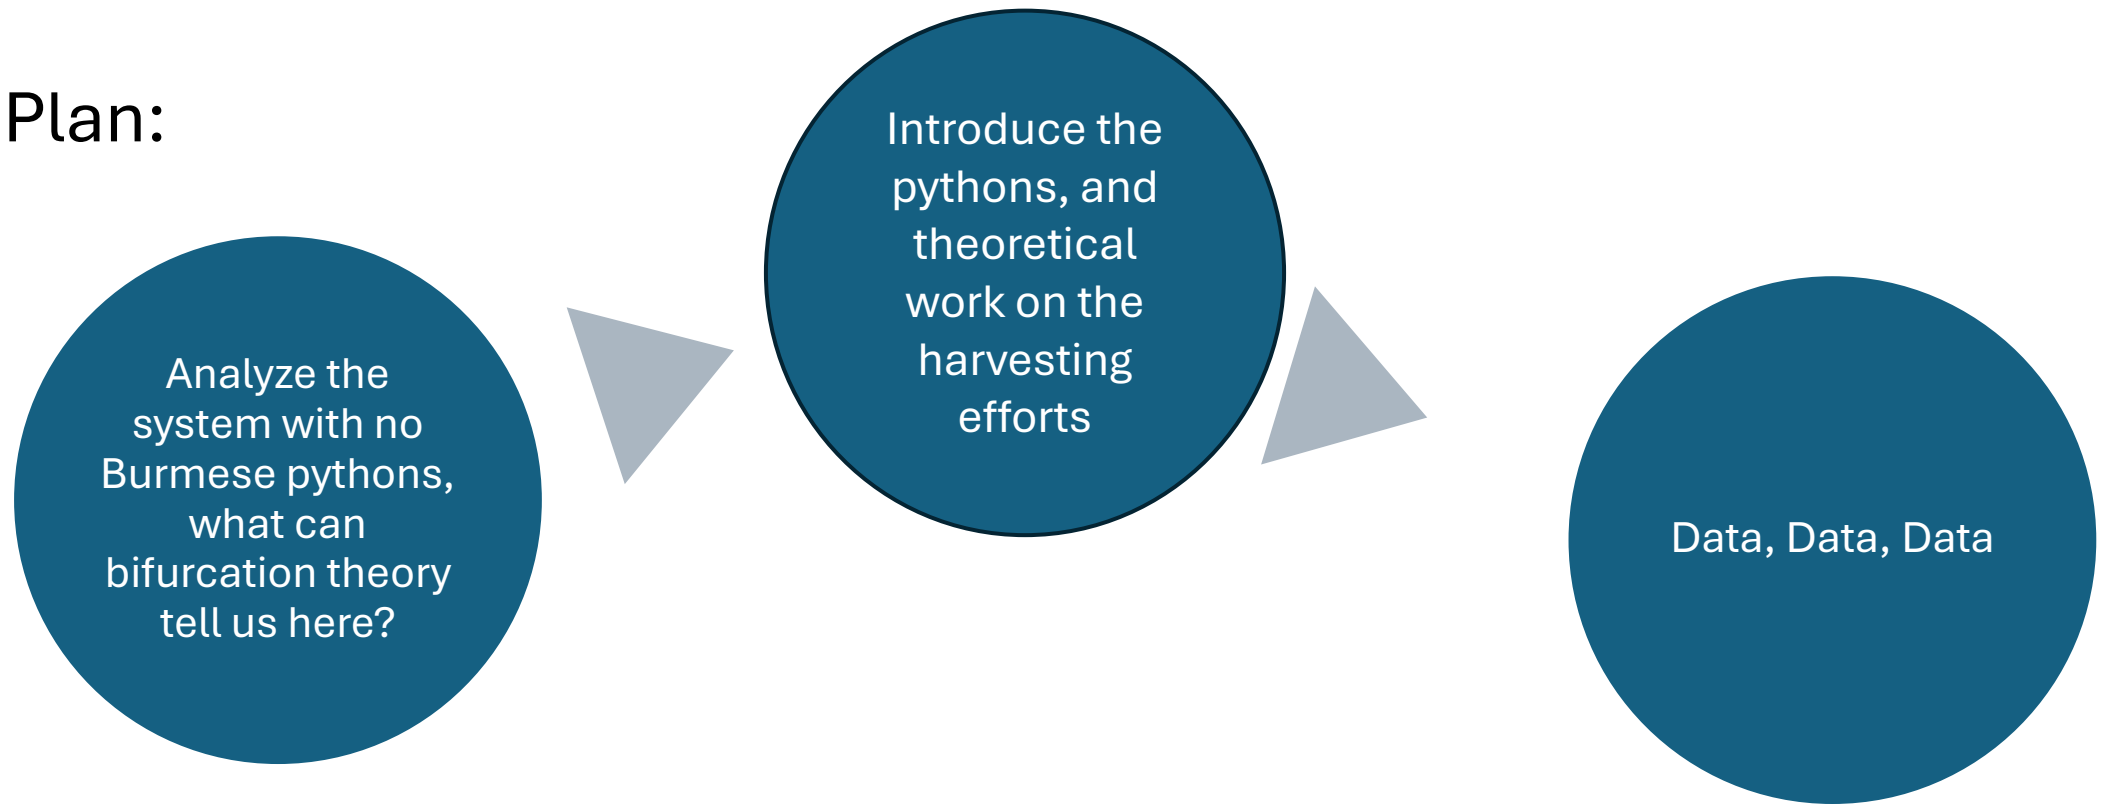 Plan:
Analyze the
system with no
Burmese pythons,
what can
bifurcation theory
tell us here?
Introduce the
pythons, and
theoretical
work on the
harvesting
efforts
Data, Data, Data